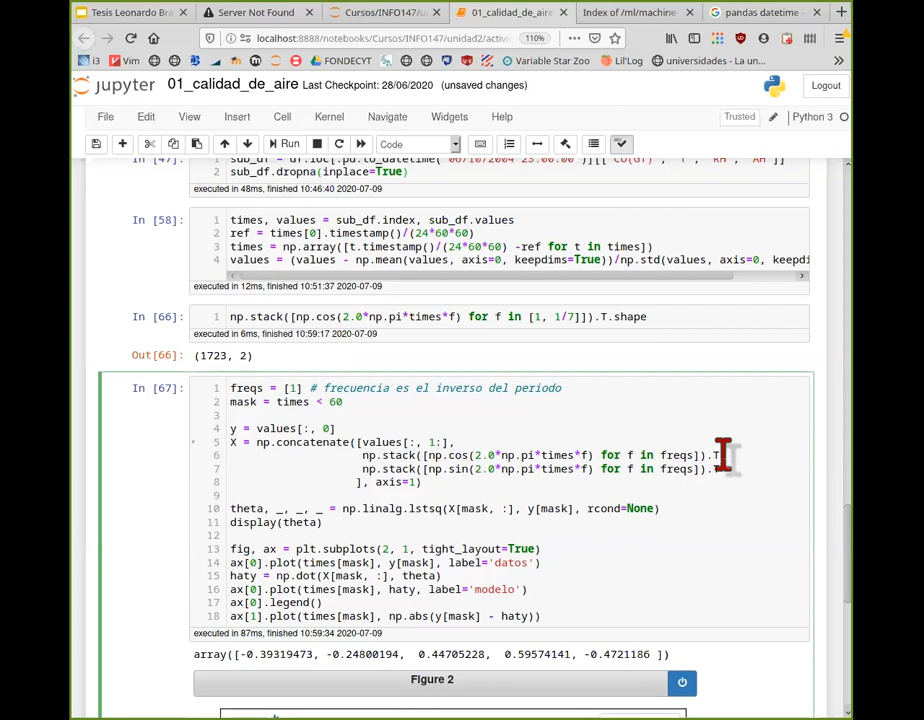 Tesis Leonardo Bra
Server Not Found
Cursos/INFO147/u
01_calidad_de_aire
Index of /ml/machine-
pandas datetime -
localhost:8888/notebooks/Cursos/INFO147/unidad2/activ
110%
i3
Vim
FONDECYT
Variable Star Zoo
Lil'Log
universidades - La un...
jupyter
01_calidad_de_aire Last Checkpoint: 28/06/2020 (unsaved changes)
Logout
File Edit View Insert Cell Kernel Navigate Widgets Help
Trusted
Python 3
Run
Code
In [47]
2 sub_df.dropna(inplace=True)
executed in 48ms, finished 10:46:40 2020-07-09
In [58]:
1 times, values = sub_df.index, sub_df.values
2 ref = times[0].timestamp()/(24*60*60)
3 times = np.array([t.timestamp()/(24*60*60) -ref for t in times])
4 values = (values - np.mean(values, axis=0, keepdims=True))/np.std(values, axis=0, keepdi
executed in 12ms, finished 10:51:37 2020-07-09
In [66]:
1 np.stack([np.cos(2.0*np.pi*times*f) for f in [1, 1/7]]).T.shape
executed in 6ms, finished 10:59:17 2020-07-09
Out[66]: (1723, 2)
In [67]:
1 freqs = [1] # frecuencia es el inverso del periodo
2 mask = times < 60
3
4 y = values[:, 0]
5 X = np.concatenate([values[:, 1:],
6 np.stack([np.cos(2.0*np.pi*times*f) for f in freqs]).T
7 np.stack([np.sin(2.0*np.pi*times*f) for f in freqs]).T
8 ], axis=1)
9
10 theta, _, _, _ = np.linalg.lstsq(X[mask, :], y[mask], rcond=None)
11 display(theta)
12
13 fig, ax = plt.subplots(2, 1, tight_layout=True)
14 ax[0].plot(times[mask], y[mask], label='datos')
15 haty = np.dot(X[mask, :], theta)
16 ax[0].plot(times[mask], haty, label='modelo')
17 ax[0].legend()
18 ax[1].plot(times[mask], np.abs(y[mask] - haty))
executed in 87ms, finished 10:59:34 2020-07-09
array([-0.39319473, -0.24800194, 0.44705228, 0.59574141, -0.4721186 ])
Figure 2